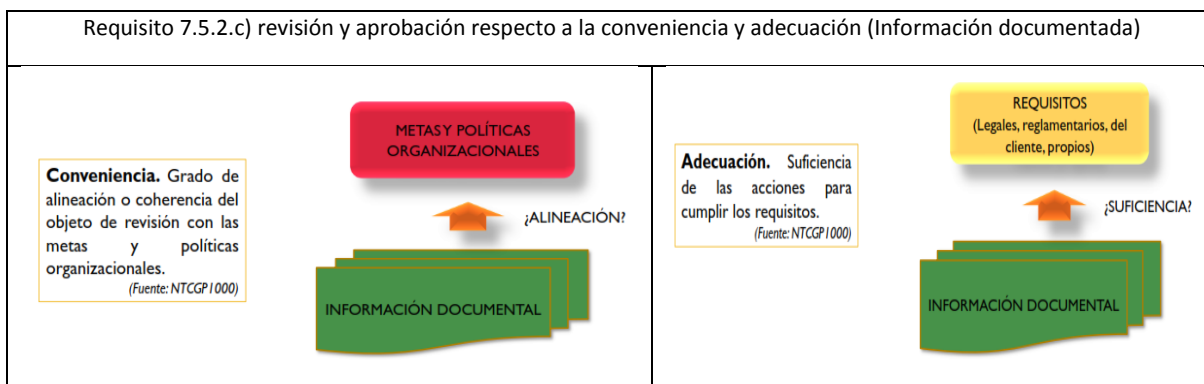 Requisito 7.5.2.c) revisión y aprobación respecto a la conveniencia y adecuación (Información documentada)
Conveniencia. Grado de
alineación o coherencia del
objeto de revisión con las
metas y políticas
organizacionales.
(Fuente: NTCGP1000)
METAS Y POLÍTICAS
ORGANIZACIONALES
¿ALINEACIÓN?
INFORMACIÓN DOCUMENTAL
Adecuación. Suficiencia
de las acciones para
cumplir los requisitos.
(Fuente: NTCGP1000)
REQUISITOS
(Legales, reglamentarios, del
cliente, propios)
¿SUFICIENCIA?
INFORMACIÓN DOCUMENTAL